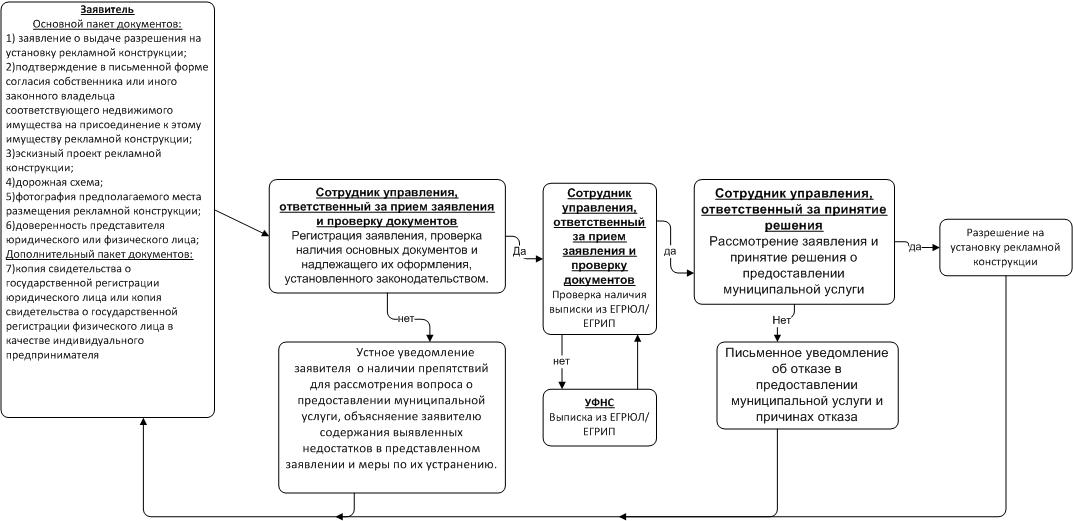 Заявитель
Основной пакет документов:
1) заявление о выдаче разрешения на
установку рекламной конструкции;
2)подтверждение в письменной форме
согласия собственника или иного
законного владельца
соответствующего недвижимого
имущества на присоединение к этому
имуществу рекламной конструкции;
3)эскизный проект рекламной
конструкции;
4)дорожная схема;
5)фотография предполагаемого места
размещения рекламной конструкции;
6)доверенность представителя
юридического или физического лица;
Дополнительный пакет документов:
7)копия свидетельства о
государственной регистрации
юридического лица или копия
свидетельства о государственной
регистрации физического лица в
качестве индивидуального
предпринимателя
Сотрудник управления,
ответственный за прием заявления
и проверку документов
Регистрация заявления, проверка
наличия основных документов и
надлежащего их оформления,
установленного законодательством.
Да
нет
Устное уведомление
заявителя о наличии препятствий
для рассмотрения вопроса о
предоставлении муниципальной
услуги, объясняение заявителю
содержания выявленных
недостатков в представленном
заявлении и меры по их устранению.
Сотрудник
управления,
ответственный
за прием
заявления и
проверку
документов
Проверка наличия
выписки из ЕГРЮЛ/
ЕГРИП
да
нет
УФНС
Выписка из ЕГРЮЛ/
ЕГРИП
Сотрудник управления,
ответственный за принятие
решения
Рассмотрение заявления и
принятие решения о
предоставлении
муниципальной услуги
да
Нет
Письменное уведомление
об отказе в
предоставлении
муниципальной услуги и
причинах отказа
Разрешение на
установку рекламной
конструкции